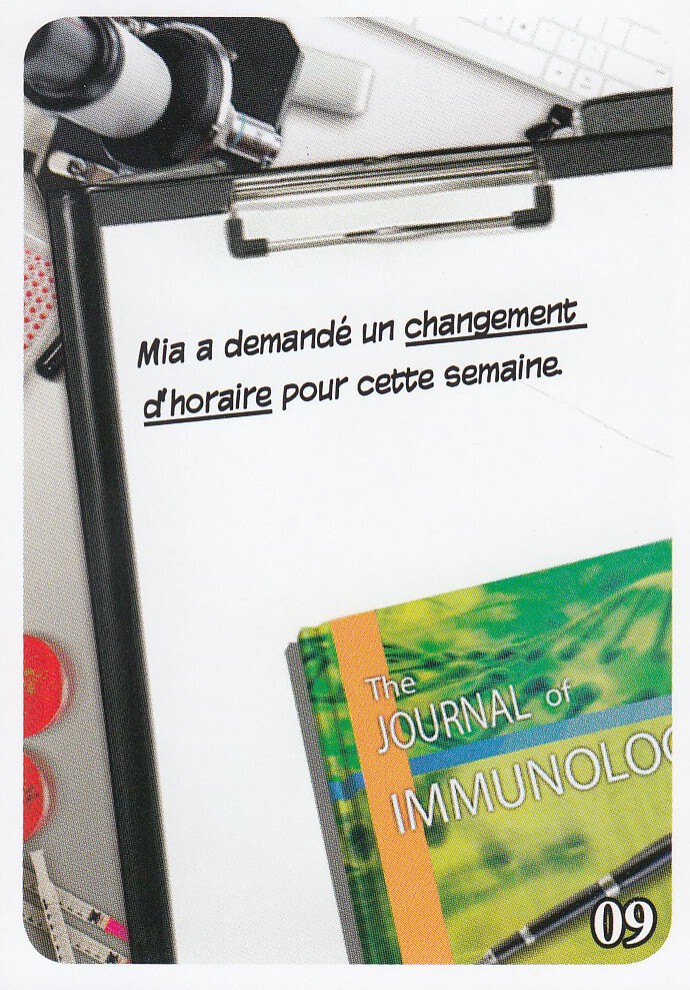 Mia a demandé un changement
d'horaire pour cette semaine.
The
JOURNAL of
IMMUNOLO
09